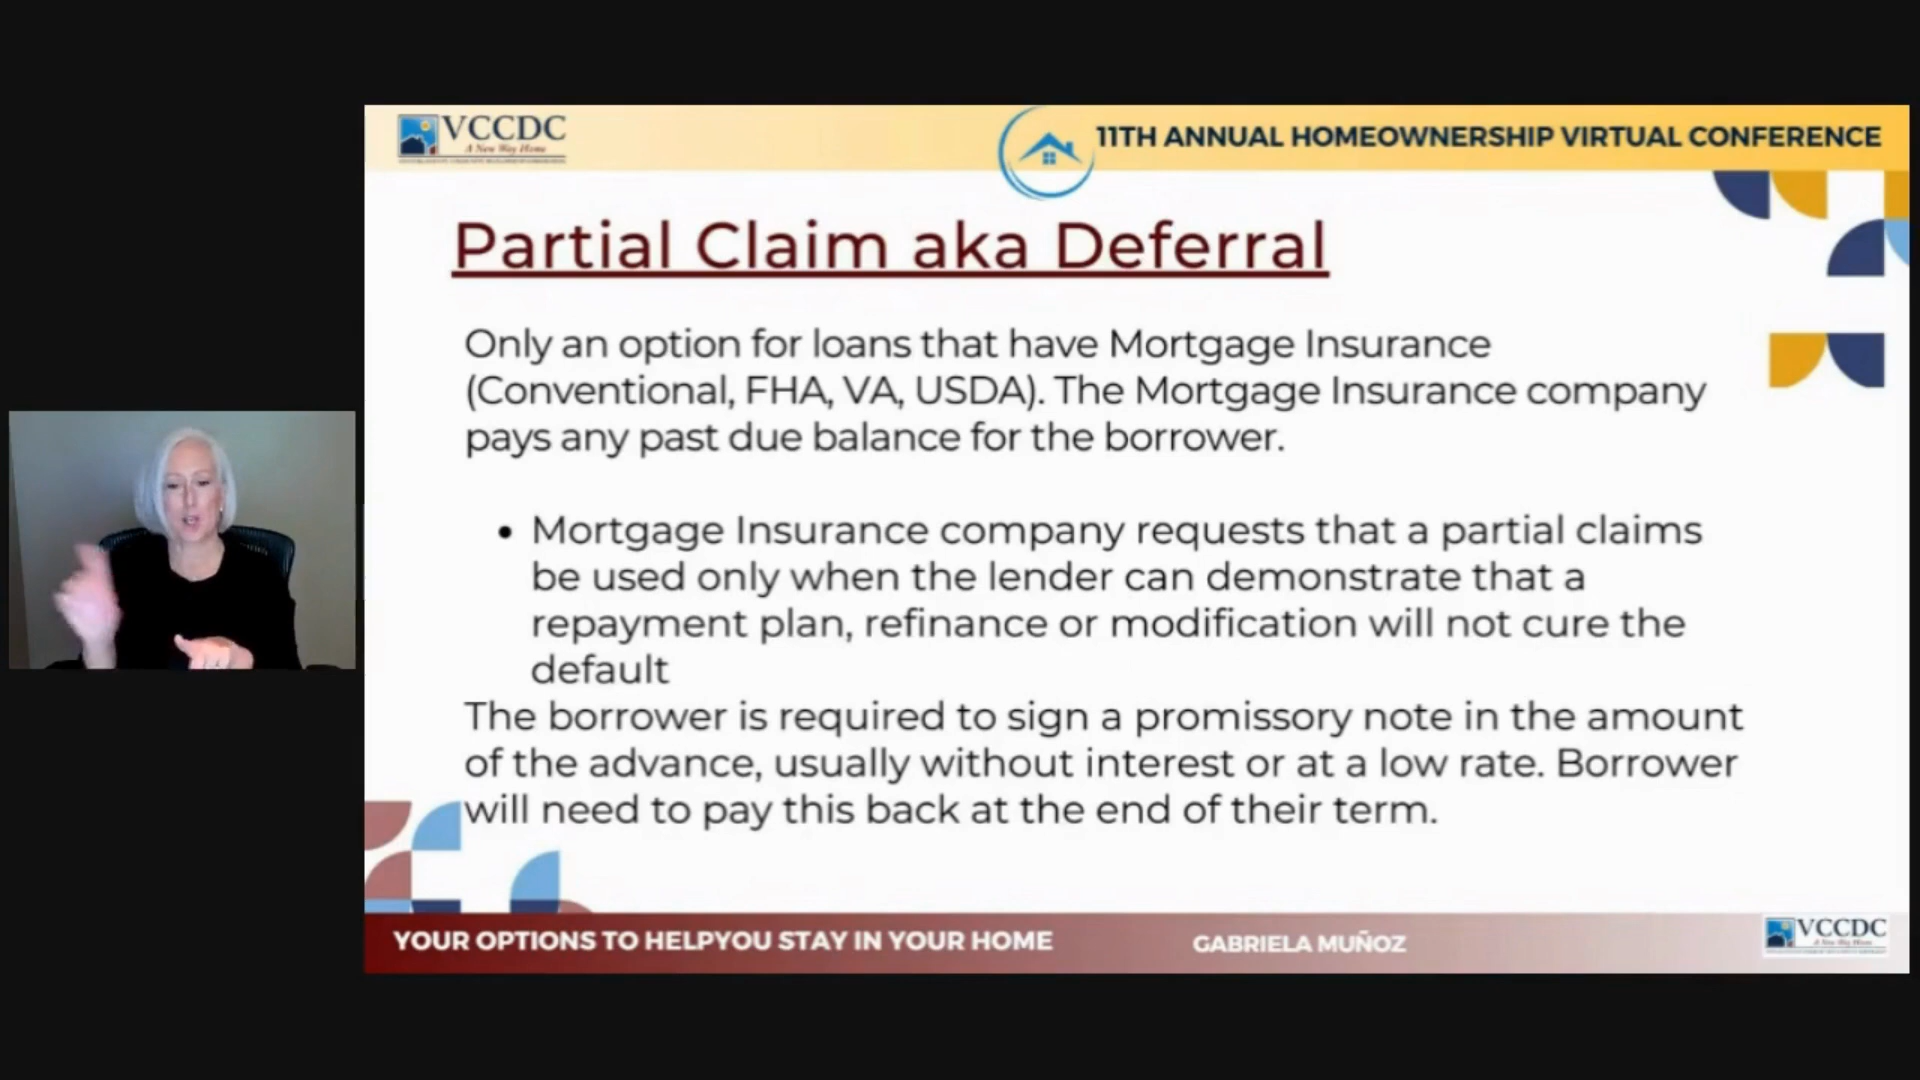 VCCDC
A New Way Home
11TH ANNUAL HOMEOWNERSHIP VIRTUAL CONFERENCE
Partial Claim aka Deferral
Only an option for loans that have Mortgage Insurance
(Conventional, FHA, VA, USDA). The Mortgage Insurance company
pays any past due balance for the borrower.
• Mortgage Insurance company requests that a partial claims
be used only when the lender can demonstrate that a
repayment plan, refinance or modification will not cure the
default
The borrower is required to sign a promissory note in the amount
of the advance, usually without interest or at a low rate. Borrower
will need to pay this back at the end of their term.
YOUR OPTIONS TO HELPYOU STAY IN YOUR HOME
GABRIELA MUÑOZ
VCCDC
A New Way Home